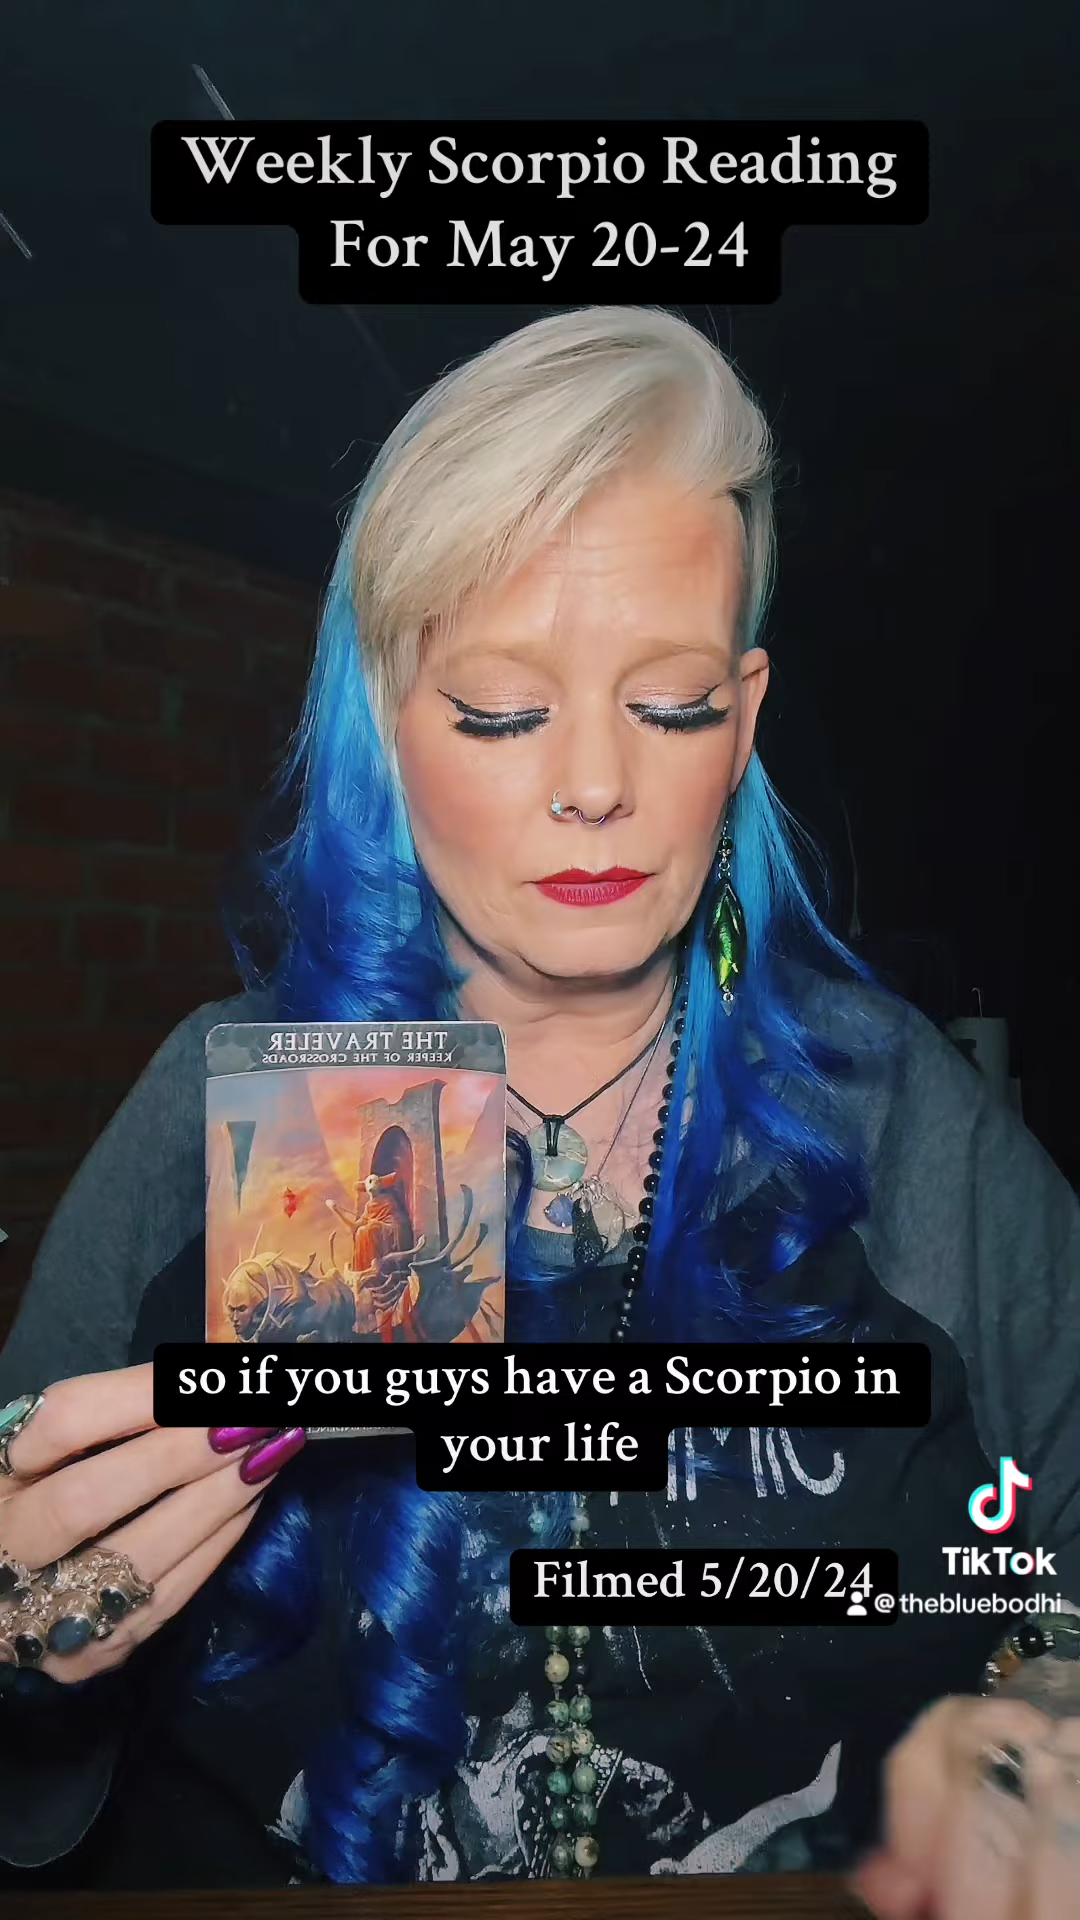 Weekly Scorpio Reading
For May 20-24
THE TRAVELER
KEEPER OF THE CROSSROADS
so if you guys have a Scorpio in
your life
TikTok
Filmed 5/20/24
@thebluebodhi